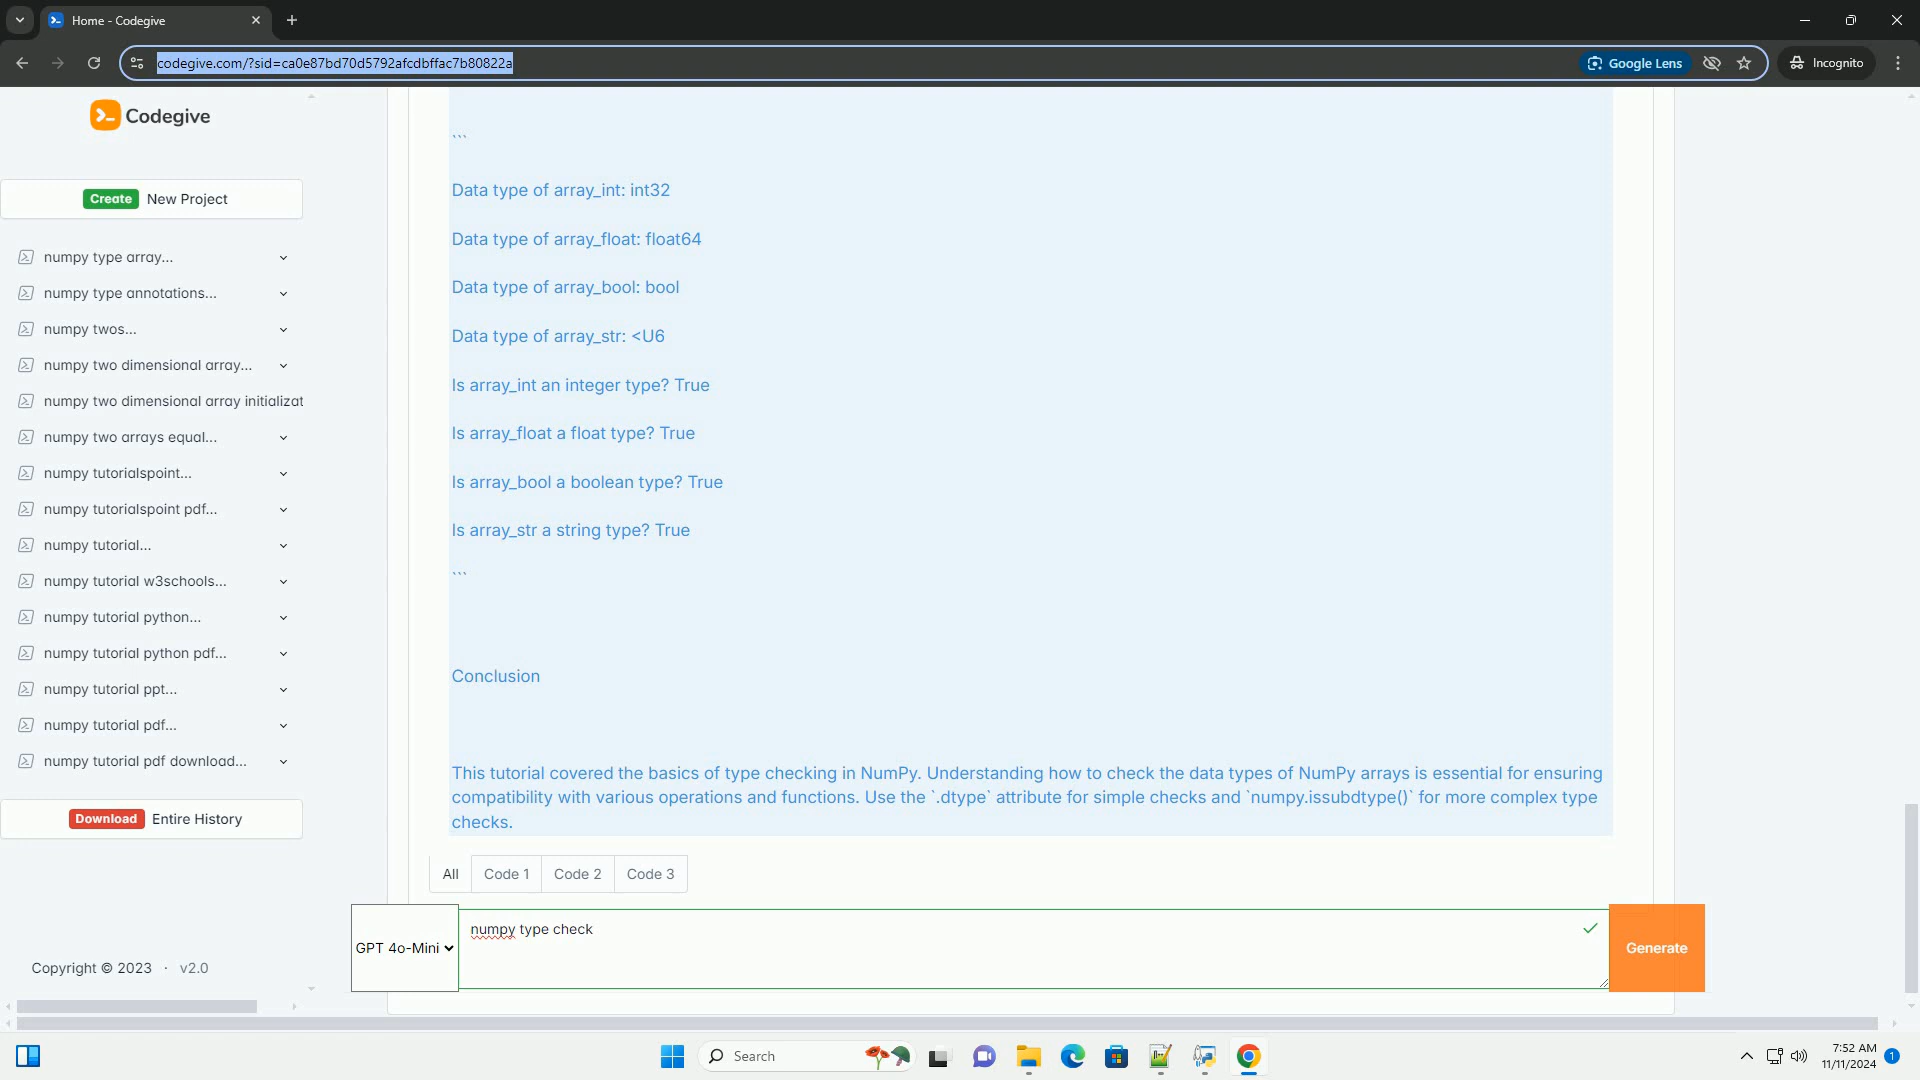 Home - Codegive
codegive.com/?sid=ca0e87bd70d5792afcdbffac7b80822a
Google Lens
Incognito
Codegive
Create New Project
numpy type array...
numpy type annotations...
numpy twos...
numpy two dimensional array...
numpy two dimensional array initializat
numpy two arrays equal...
numpy tutorialspoint...
numpy tutorialspoint pdf...
numpy tutorial...
numpy tutorial w3schools...
numpy tutorial python...
numpy tutorial python pdf...
numpy tutorial ppt...
numpy tutorial pdf...
numpy tutorial pdf download...
Download Entire History
Copyright © 2023 · v2.0
```
Data type of array_int: int32
Data type of array_float: float64
Data type of array_bool: bool
Data type of array_str: <U6
Is array_int an integer type? True
Is array_float a float type? True
Is array_bool a boolean type? True
Is array_str a string type? True
```
Conclusion
This tutorial covered the basics of type checking in NumPy. Understanding how to check the data types of NumPy arrays is essential for ensuring
compatibility with various operations and functions. Use the `.dtype` attribute for simple checks and `numpy.issubdtype()` for more complex type
checks.
All Code 1 Code 2 Code 3
GPT 4o-Mini
numpy type check
Generate
Search
7:52 AM
11/11/2024
1